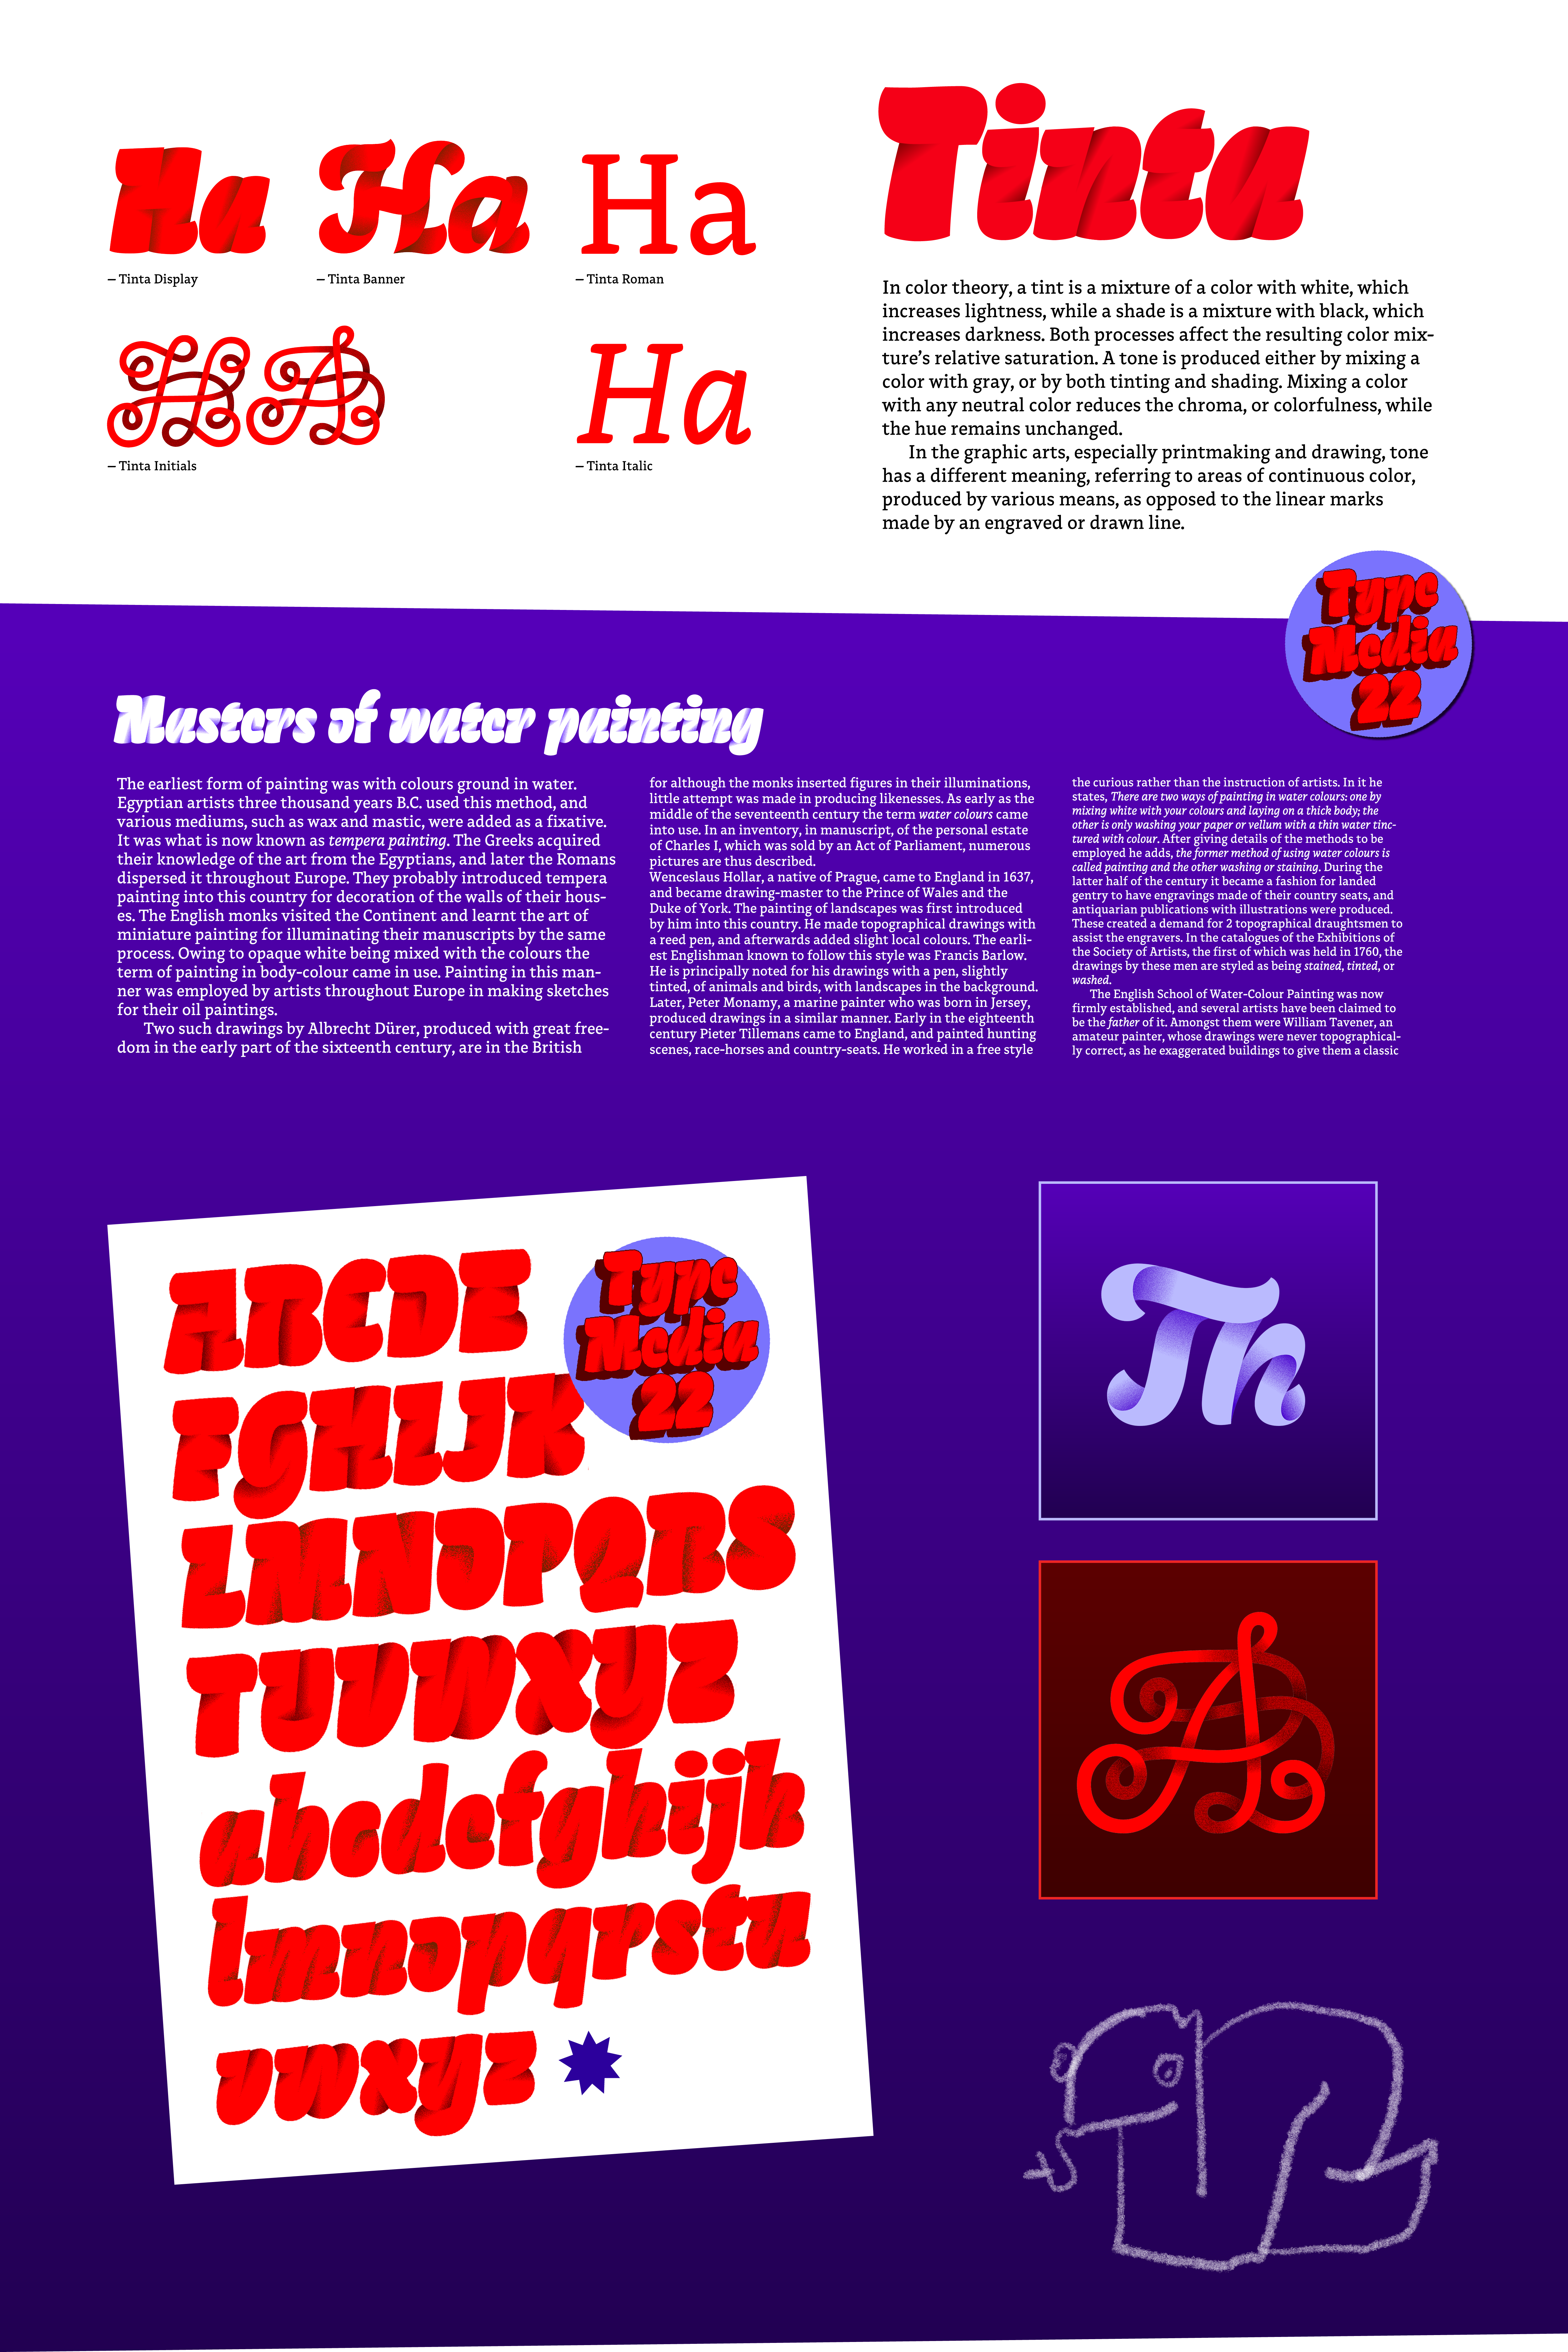 Ha Ha Ha
– Tinta Display – Tinta Banner – Tinta Roman
HA Ha
– Tinta Initials – Tinta Italic
Tinta
In color theory, a tint is a mixture of a color with white, which
increases lightness, while a shade is a mixture with black, which
increases darkness. Both processes affect the resulting color mix-
ture’s relative saturation. A tone is produced either by mixing a
color with gray, or by both tinting and shading. Mixing a color
with any neutral color reduces the chroma, or colorfulness, while
the hue remains unchanged.
In the graphic arts, especially printmaking and drawing, tone
has a different meaning, referring to areas of continuous color,
produced by various means, as opposed to the linear marks
made by an engraved or drawn line.
Type
Media
22
Masters of water painting
The earliest form of painting was with colours ground in water.
Egyptian artists three thousand years B.C. used this method, and
various mediums, such as wax and mastic, were added as a fixative.
It was what is now known as tempera painting. The Greeks acquired
their knowledge of the art from the Egyptians, and later the Romans
dispersed it throughout Europe. They probably introduced tempera
painting into this country for decoration of the walls of their hous-
es. The English monks visited the Continent and learnt the art of
miniature painting for illuminating their manuscripts by the same
process. Owing to opaque white being mixed with the colours the
term of painting in body-colour came in use. Painting in this man-
ner was employed by artists throughout Europe in making sketches
for their oil paintings.
Two such drawings by Albrecht Dürer, produced with great free-
dom in the early part of the sixteenth century, are in the British
for although the monks inserted figures in their illuminations,
little attempt was made in producing likenesses. As early as the
middle of the seventeenth century the term water colours came
into use. In an inventory, in manuscript, of the personal estate
of Charles I, which was sold by an Act of Parliament, numerous
pictures are thus described.
Wenceslaus Hollar, a native of Prague, came to England in 1637,
and became drawing-master to the Prince of Wales and the
Duke of York. The painting of landscapes was first introduced
by him into this country. He made topographical drawings with
a reed pen, and afterwards added slight local colours. The earli-
est Englishman known to follow this style was Francis Barlow.
He is principally noted for his drawings with a pen, slightly
tinted, of animals and birds, with landscapes in the background.
Later, Peter Monamy, a marine painter who was born in Jersey,
produced drawings in a similar manner. Early in the eighteenth
century Pieter Tillemans came to England, and painted hunting
scenes, race-horses and country-seats. He worked in a free style
the curious rather than the instruction of artists. In it he
states, There are two ways of painting in water colours: one by
mixing white with your colours and laying on a thick body; the
other is only washing your paper or vellum with a thin water tinc-
tured with colour. After giving details of the methods to be
employed he adds, the former method of using water colours is
called painting and the other washing or staining. During the
latter half of the century it became a fashion for landed
gentry to have engravings made of their country seats, and
antiquarian publications with illustrations were produced.
These created a demand for 2 topographical draughtsmen to
assist the engravers. In the catalogues of the Exhibitions of
the Society of Artists, the first of which was held in 1760, the
drawings by these men are styled as being stained, tinted, or
washed.
The English School of Water-Colour Painting was now
firmly established, and several artists have been claimed to
be the father of it. Amongst them were William Tavener, an
amateur painter, whose drawings were never topographical-
ly correct, as he exaggerated buildings to give them a classic
ABCDE
FGHIJK
LMNOPQRS
TUVWXYZ
abcdefghijk
lmnopqrstu
vwxyz
Type
Media
22
Th
A